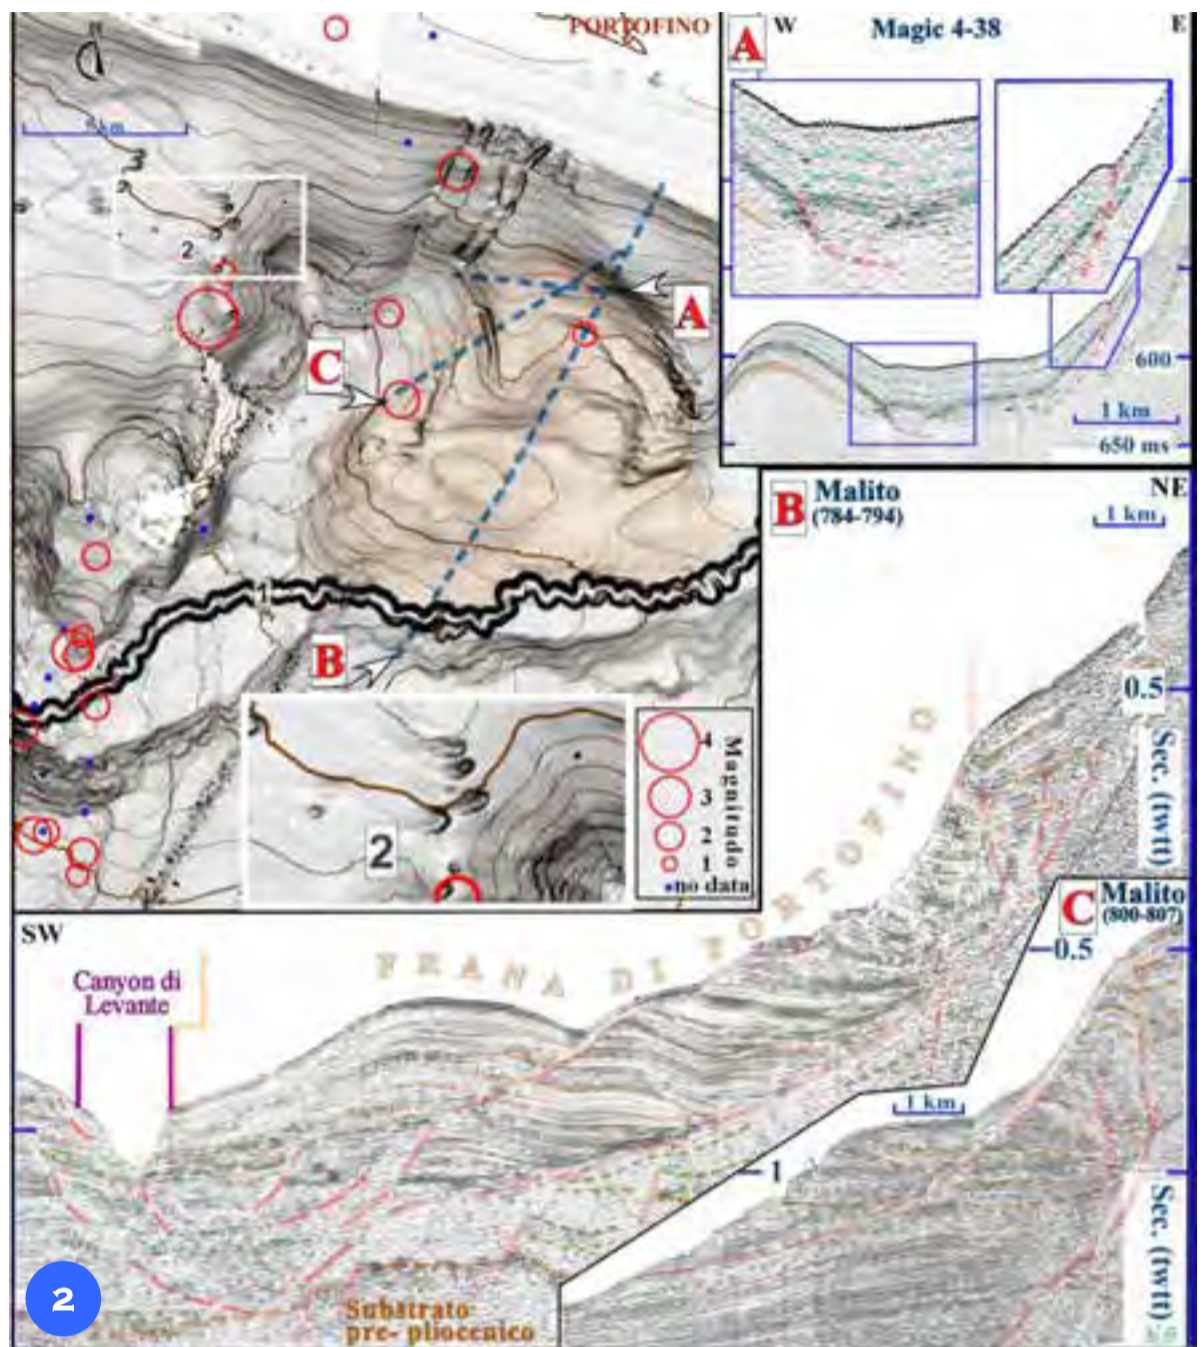 PORTOFINO
A
W
Magic 4-38
E
2
A
C
600
1 km
650 ms
B
Malito
(784-794)
NE
1 km
1
B
0.5
Sec. (twtt)
4
3
2
1
no data
Magnitudo
2
FRANA DI PORTOFINO
C
Malito
(800-807)
0.5
SW
Canyon di
Levante
1 km
1
Sec. (twtt)
Substrato
pre- pliocenico
2